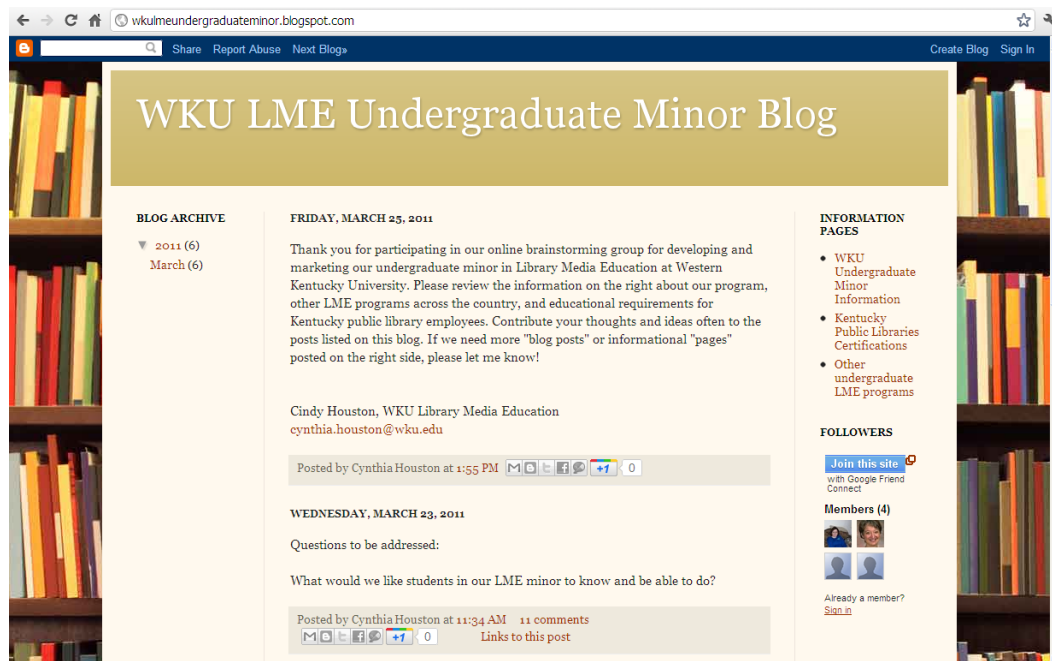 wkulmeundergraduateminor.blogspot.com
Share Report Abuse Next Blog» Create Blog Sign In
WKU LME Undergraduate Minor Blog
BLOG ARCHIVE
▼ 2011 (6)
March (6)
FRIDAY, MARCH 25, 2011
Thank you for participating in our online brainstorming group for developing and
marketing our undergraduate minor in Library Media Education at Western
Kentucky University. Please review the information on the right about our program,
other LME programs across the country, and educational requirements for
Kentucky public library employees. Contribute your thoughts and ideas often to the
posts listed on this blog. If we need more "blog posts" or informational "pages"
posted on the right side, please let me know!
Cindy Houston, WKU Library Media Education
cynthia.houston@wku.edu
Posted by Cynthia Houston at 1:55 PM +1 0
WEDNESDAY, MARCH 23, 2011
Questions to be addressed:
What would we like students in our LME minor to know and be able to do?
Posted by Cynthia Houston at 11:34 AM 11 comments
+1 0 Links to this post
INFORMATION
PAGES
• WKU
Undergraduate
Minor
Information
• Kentucky
Public Libraries
Certifications
• Other
undergraduate
LME programs
FOLLOWERS
Join this site
with Google Friend
Connect
Members (4)
Already a member?
Sign in